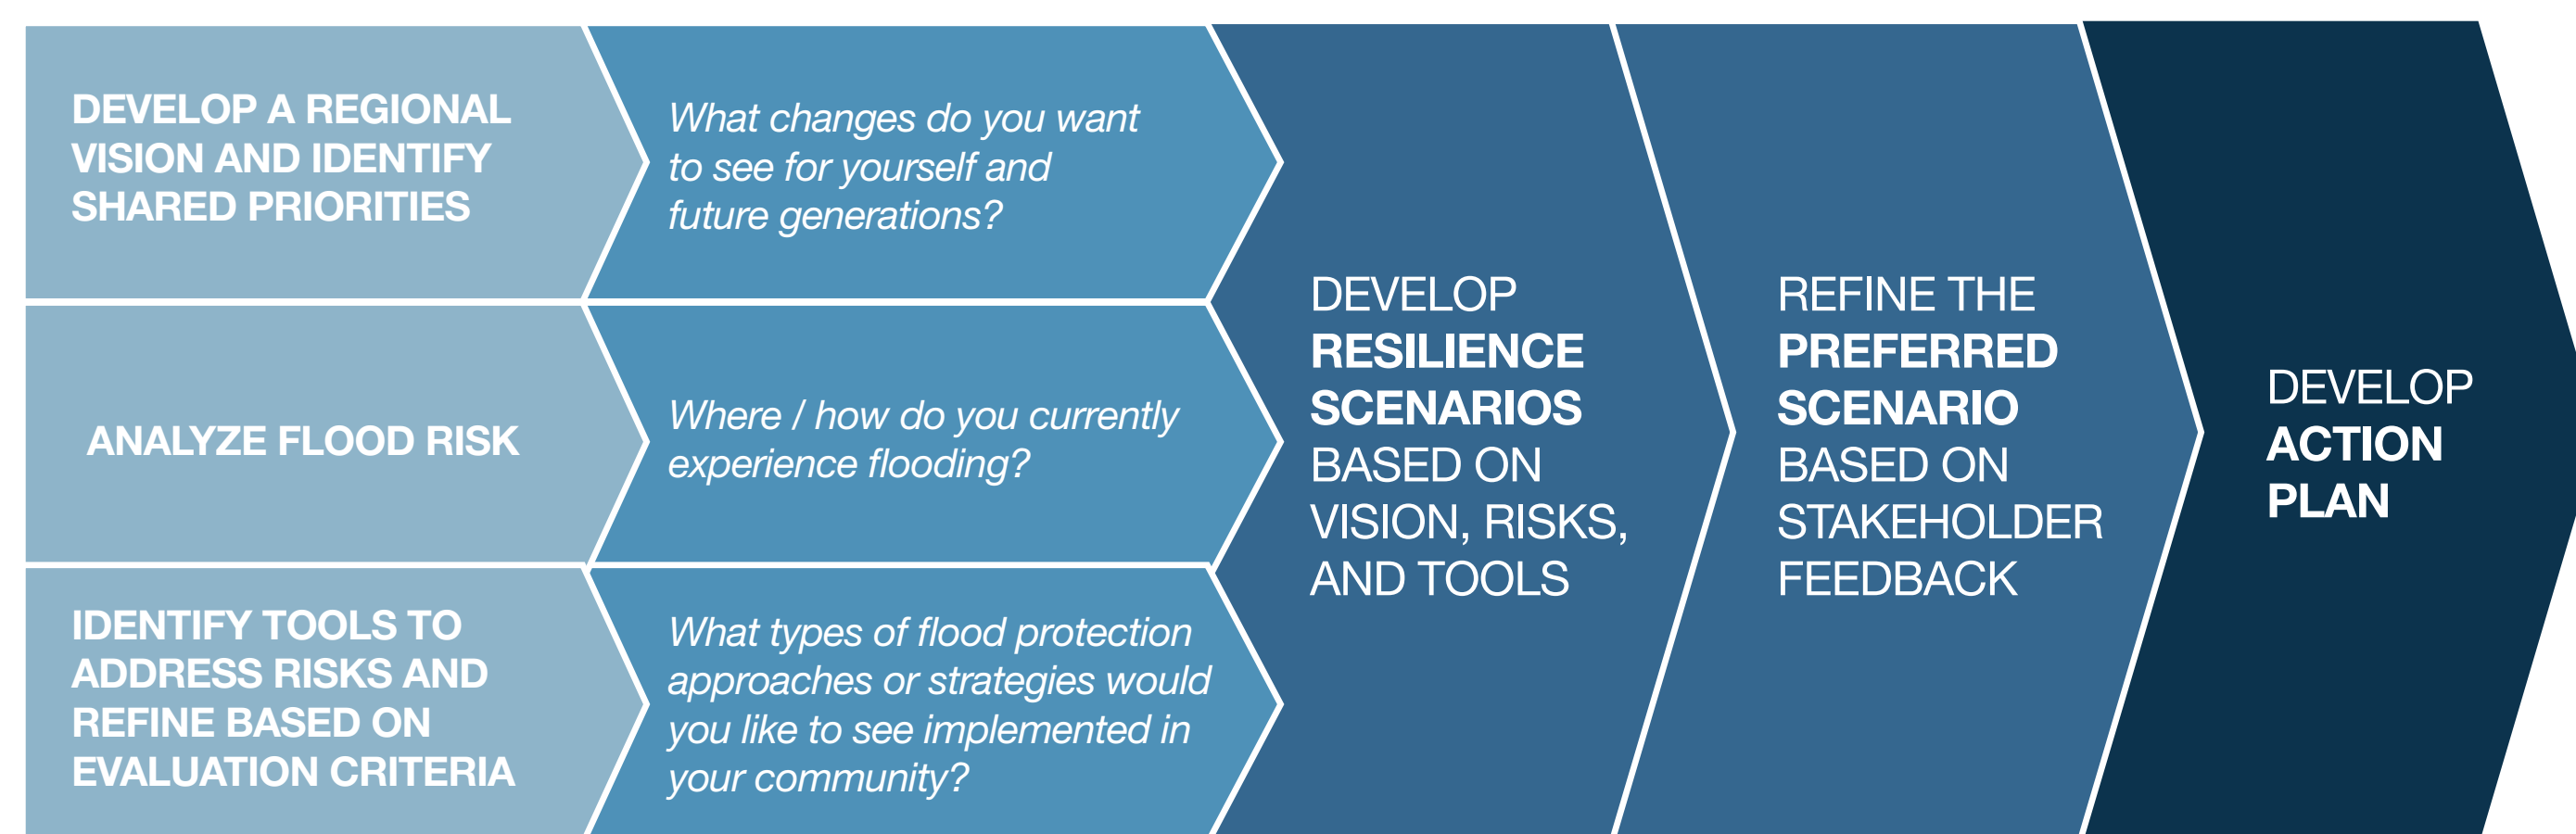 DEVELOP A REGIONAL
VISION AND IDENTIFY
SHARED PRIORITIES
What changes do you want
to see for yourself and
future generations?
ANALYZE FLOOD RISK
Where / how do you currently
experience flooding?
IDENTIFY TOOLS TO
ADDRESS RISKS AND
REFINE BASED ON
EVALUATION CRITERIA
What types of flood protection
approaches or strategies would
you like to see implemented in
your community?
DEVELOP
RESILIENCE
SCENARIOS
BASED ON
VISION, RISKS,
AND TOOLS
REFINE THE
PREFERRED
SCENARIO
BASED ON
STAKEHOLDER
FEEDBACK
DEVELOP
ACTION
PLAN